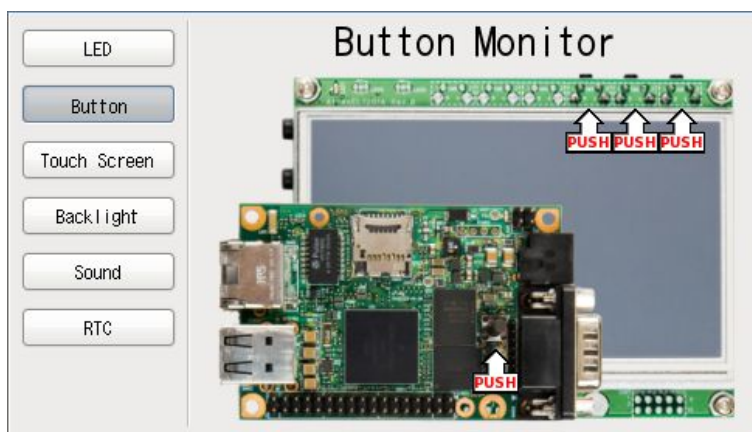 Button Monitor
LED
Button
Touch Screen
Backlight
Sound
RTC
PUSH PUSH PUSH
PUSH